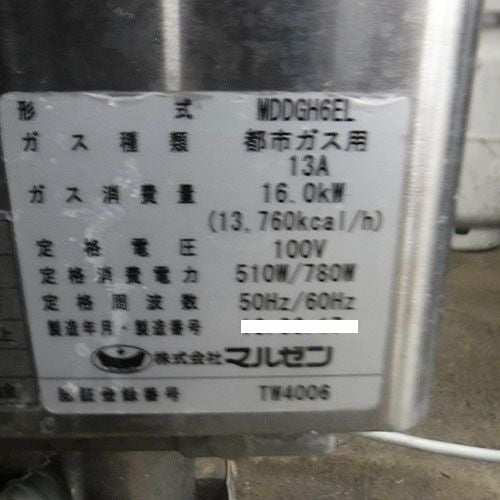 形式 MDDGH6EL
ガス種類 都市ガス用
13A
ガス消費量 16.0kW
(13,760kcal/h)
定格電圧 100V
定格消費電力 510W/780W
定格周波数 50Hz/60Hz
製造年月・製造番号
株式会社マルゼン
認証登録番号 TW4006
上